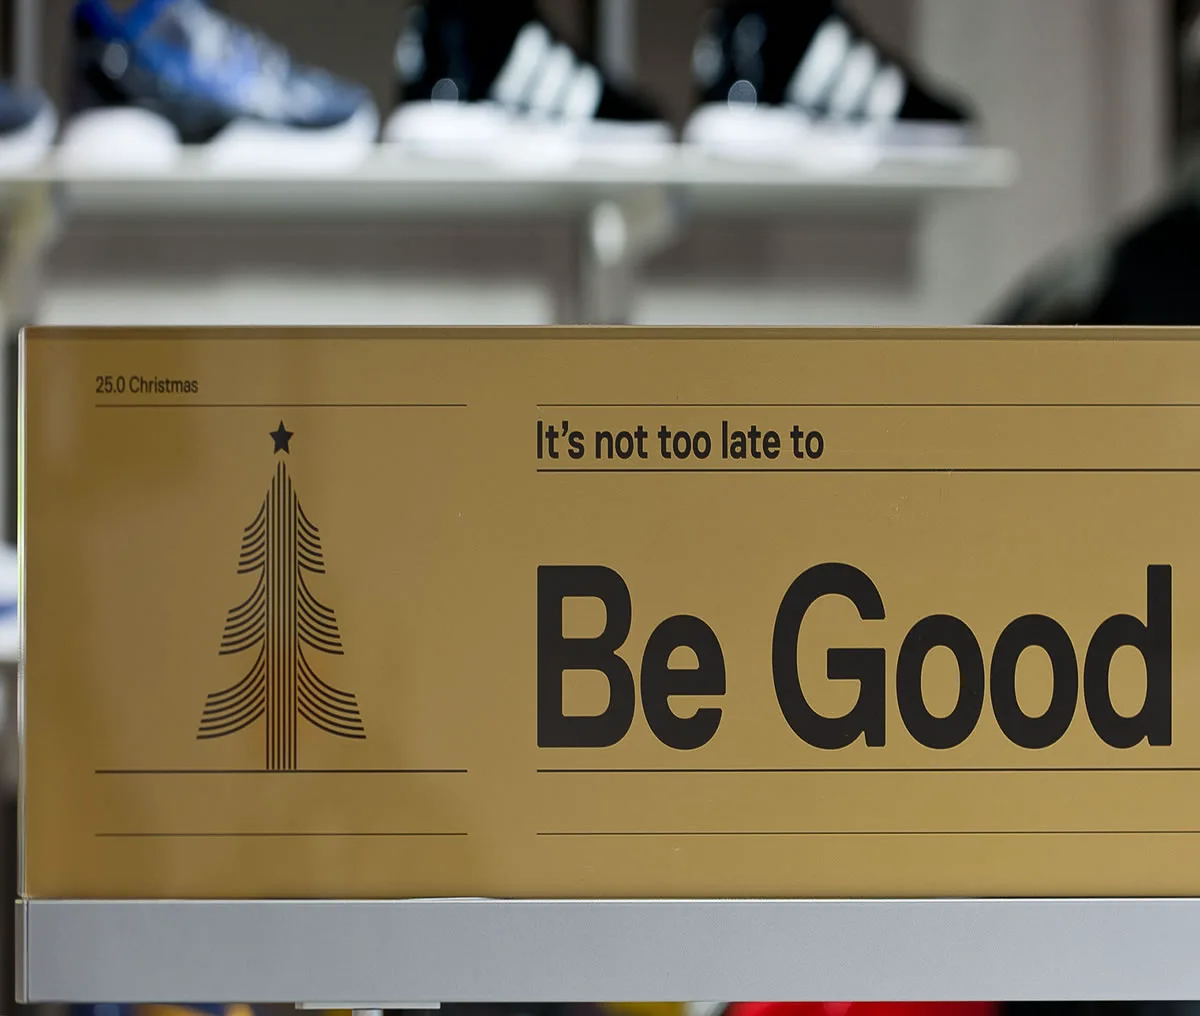 25.0 Christmas
It's not too late to
Be Good